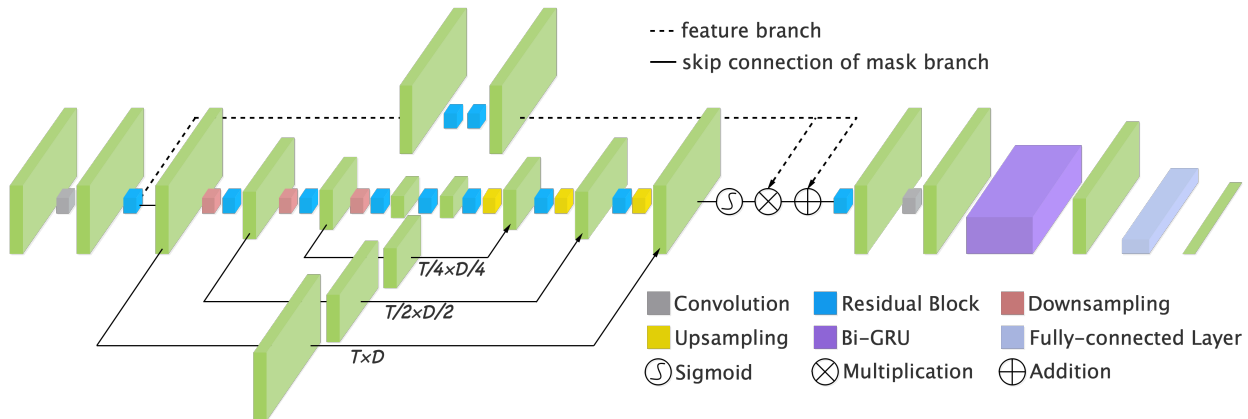 feature branch
skip connection of mask branch
T/4×D/4
T/2×D/2
T×D
Convolution
Residual Block
Downsampling
Upsampling
Bi-GRU
Fully-connected Layer
Sigmoid
Multiplication
Addition